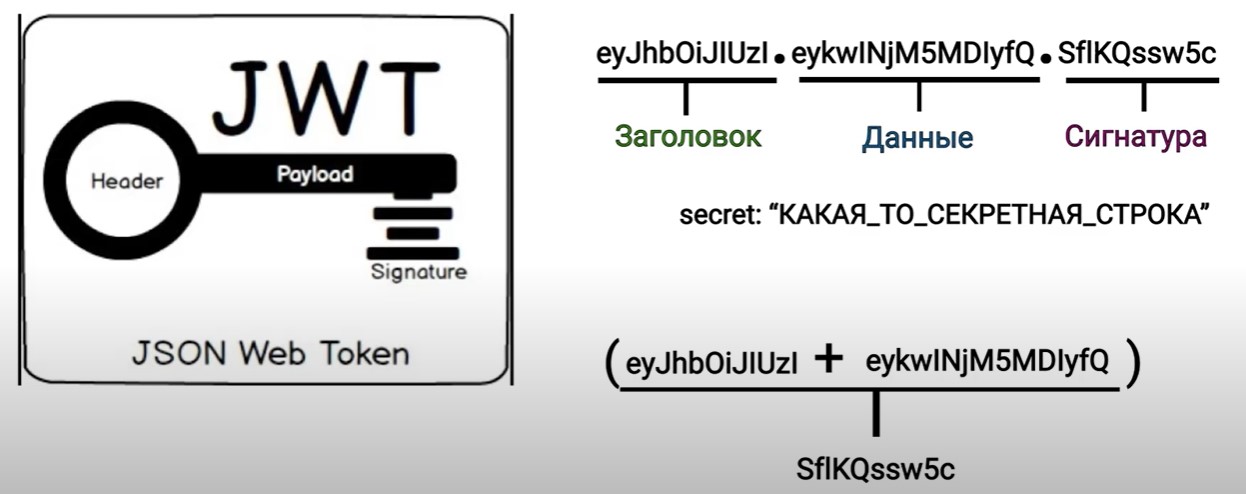 JWT
Header
Payload
Signature
JSON Web Token
eyJhbOiJIUzI.eykwINjM5MDIyfQ.SflKQssw5c
Заголовок Данные Сигнатура
secret: “КАКАЯ_ТО_СЕКРЕТНАЯ_СТРОКА”
(eyJhbOiJIUzI + eykwINjM5MDIyfQ)
SflKQssw5c